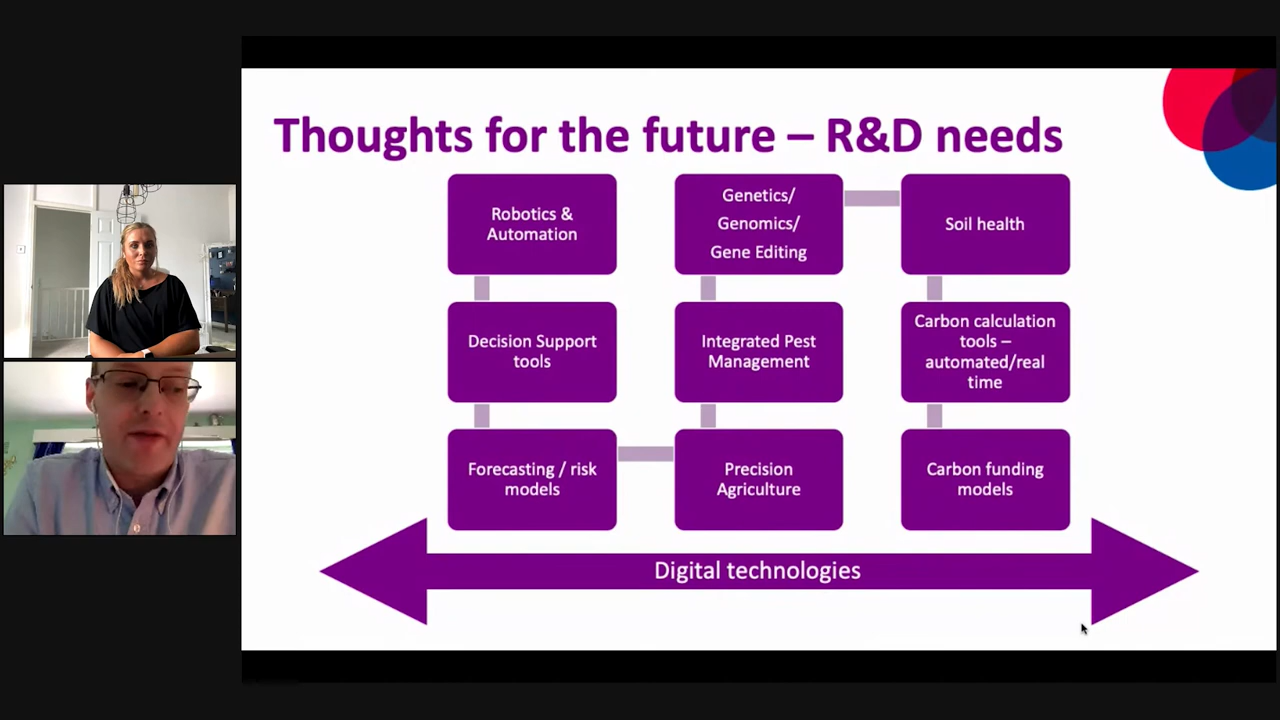 Thoughts for the future – R&D needs
Robotics &
Automation
Decision Support
tools
Forecasting / risk
models
Precision
Agriculture
Integrated Pest
Management
Genetics/
Genomics/
Gene Editing
Soil health
Carbon calculation
tools –
automated/real
time
Carbon funding
models
Digital technologies